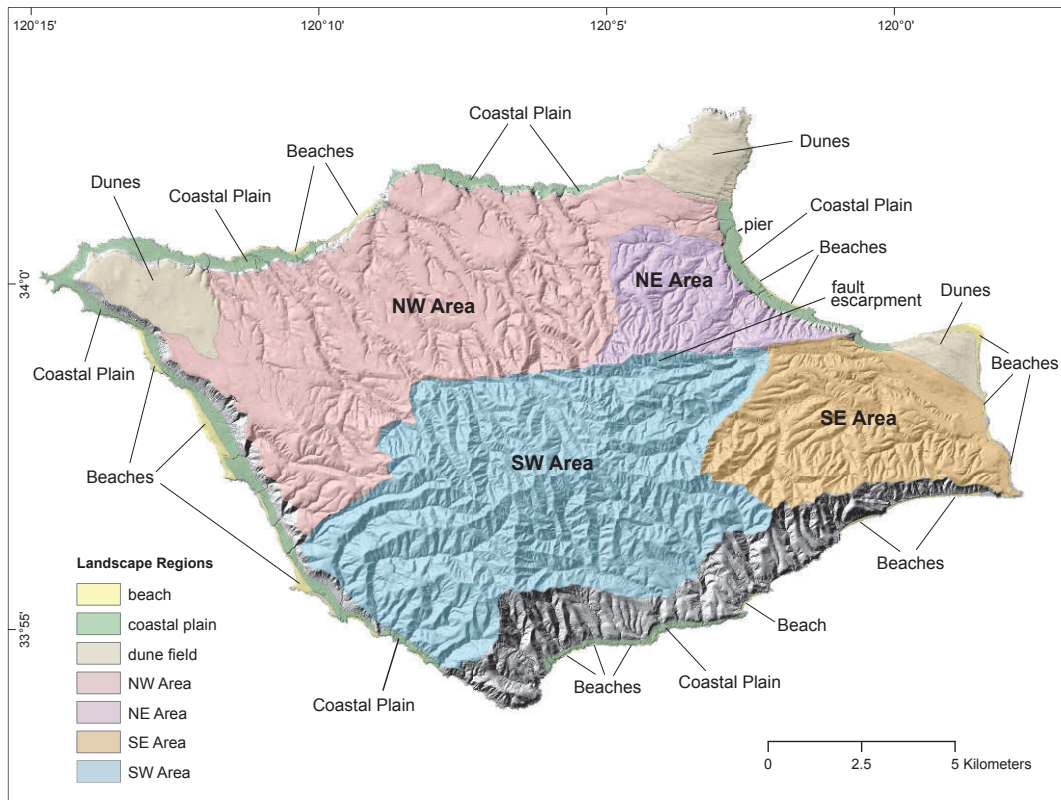 120°15'
120°10'
120°5'
120°0'
Coastal Plain
Beaches
Dunes
Dunes
Coastal Plain
Coastal Plain
pier
Beaches
34°0'
NE Area
NW Area
fault
escarpment
Dunes
Coastal Plain
Beaches
SE Area
SW Area
Beaches
Beaches
Landscape Regions
beach
coastal plain
dune field
NW Area
NE Area
SE Area
SW Area
33°55'
Beach
Coastal Plain
Beaches
Coastal Plain
0
2.5
5 Kilometers